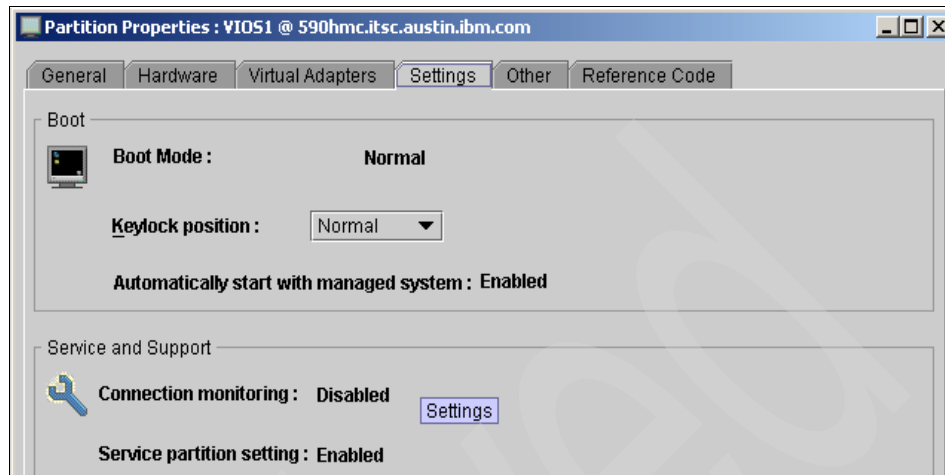 Partition Properties : VIOS1 @ 590hmc.itsc.austin.ibm.com
General Hardware Virtual Adapters Settings Other Reference Code
Boot
Boot Mode : Normal
Keylock position : Normal
Automatically start with managed system : Enabled
Service and Support
Connection monitoring : Disabled
Settings
Service partition setting : Enabled